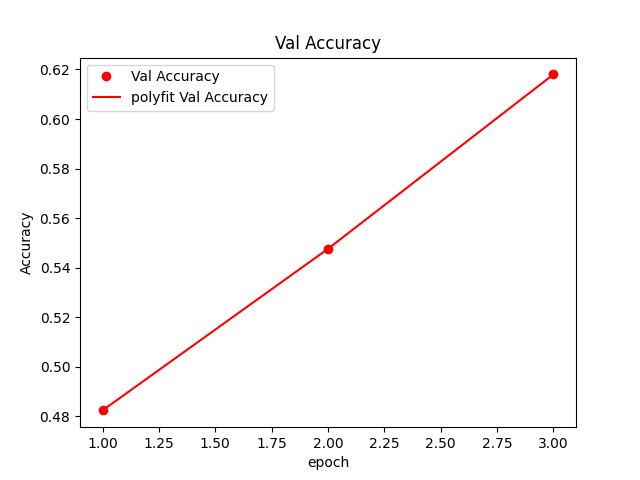 Val Accuracy
Val Accuracy
polyfit Val Accuracy
Accuracy
0.62
0.60
0.58
0.56
0.54
0.52
0.50
0.48
1.00 1.25 1.50 1.75 2.00 2.25 2.50 2.75 3.00
epoch